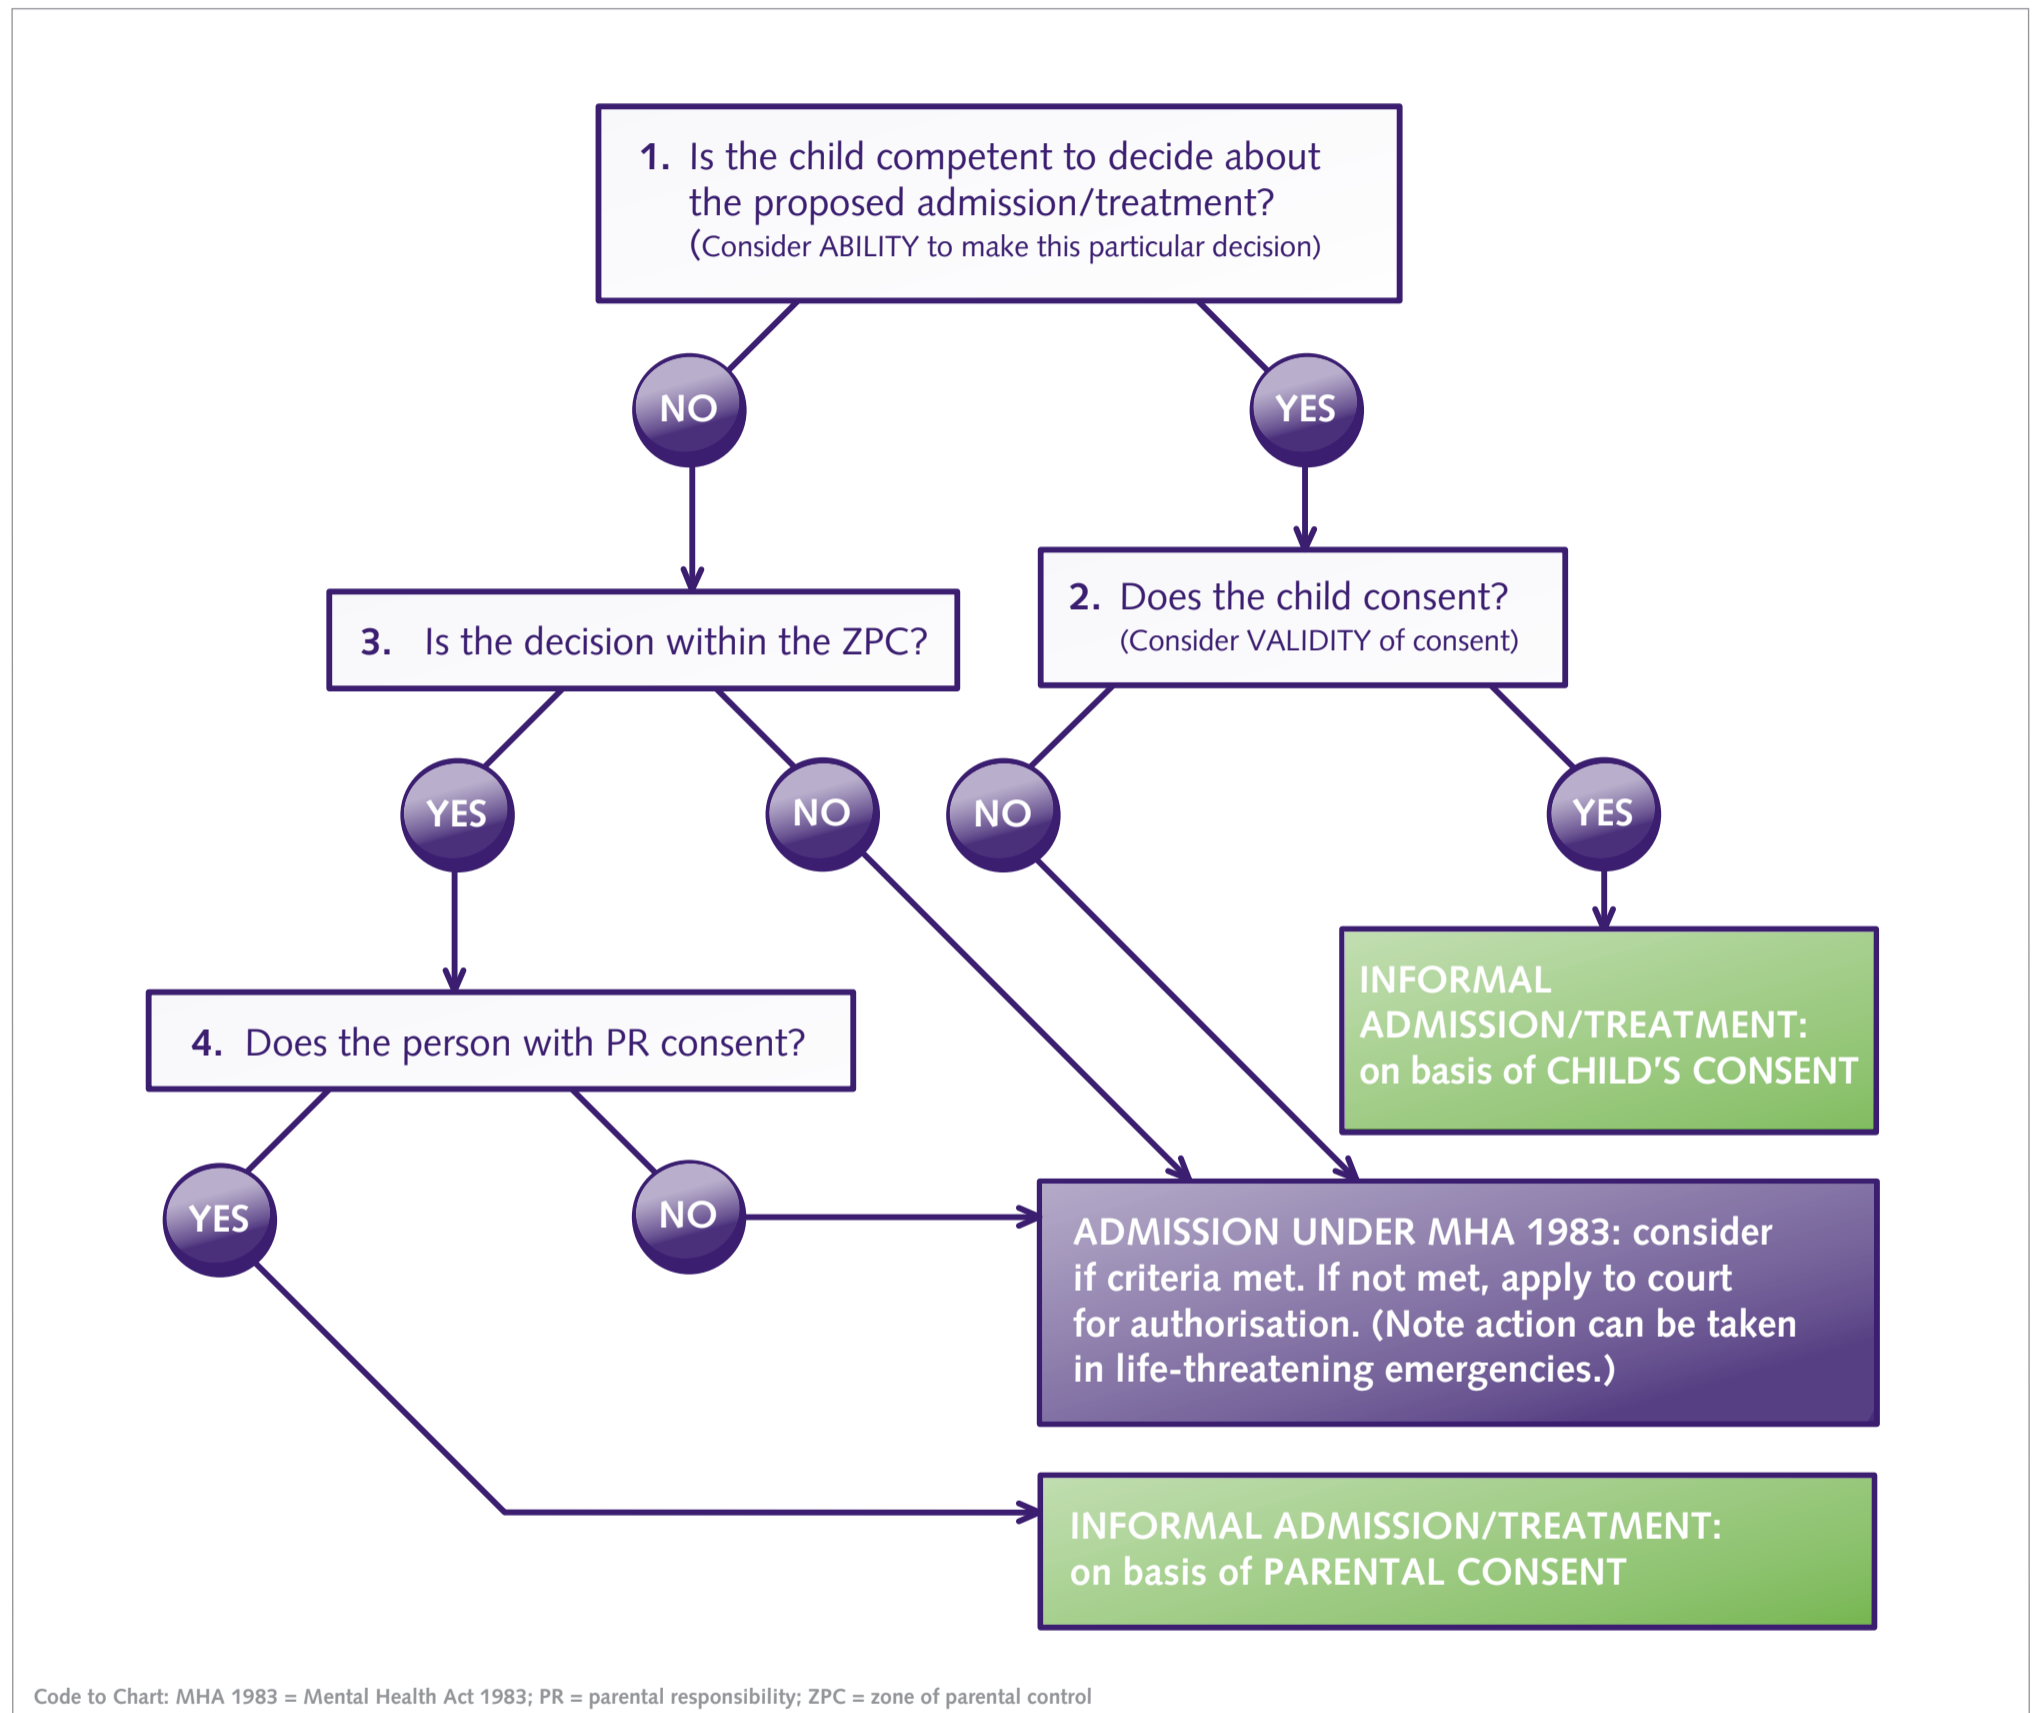 1. Is the child competent to decide about
the proposed admission/treatment?
(Consider ABILITY to make this particular decision)
NO
YES
3. Is the decision within the ZPC?
2. Does the child consent?
(Consider VALIDITY of consent)
YES
NO
NO
YES
INFORMAL
ADMISSION/TREATMENT:
on basis of CHILD'S CONSENT
4. Does the person with PR consent?
YES
NO
ADMISSION UNDER MHA 1983: consider
if criteria met. If not met, apply to court
for authorisation. (Note action can be taken
in life-threatening emergencies.)
INFORMAL ADMISSION/TREATMENT:
on basis of PARENTAL CONSENT
Code to Chart: MHA 1983 = Mental Health Act 1983; PR = parental responsibility; ZPC = zone of parental control